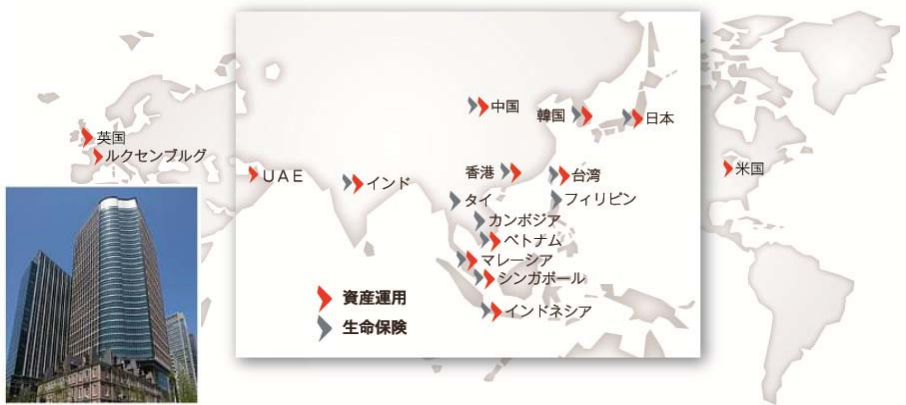 中国
韓国
日本
英国
ルクセンブルグ
UAE
インド
香港
台湾
米国
タイ
フィリピン
カンボジア
ベトナム
マレーシア
シンガポール
インドネシア
資産運用
生命保険